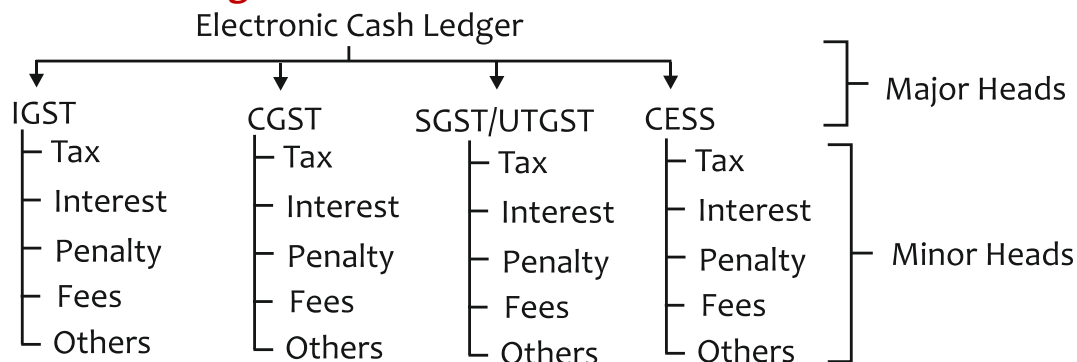 Electronic Cash Ledger
IGST CGST SGST/UTGST CESS Major Heads
Tax Tax Tax Tax
Interest Interest Interest Interest
Penalty Penalty Penalty Penalty Minor Heads
Fees Fees Fees Fees
Others Others Others Others